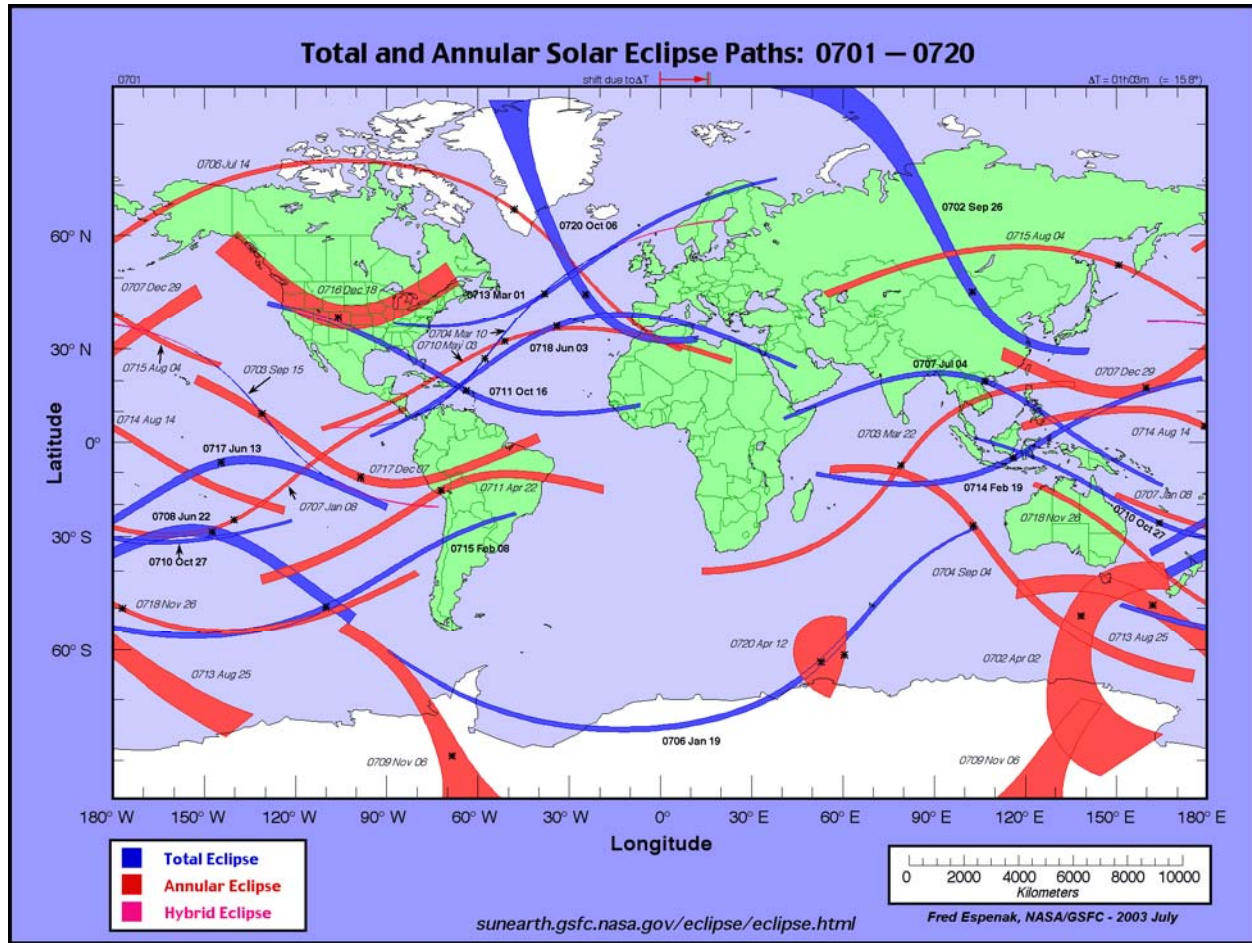 Total and Annular Solar Eclipse Paths: 0701 — 0720
0701
shift due to ΔT
ΔT = 01h03m (= 15.8°)
0706 Jul 14
0720 Oct 06
0702 Sep 26
60° N
0715 Aug 04
0707 Dec 29
0716 Dec 18
0713 Mar 01
0704 Mar 10
0710 May 03
0718 Jun 03
30° N
0715 Aug 04
0703 Sep 15
0711 Oct 16
0707 Jul 04
0707 Dec 29
0714 Aug 14
0703 Mar 22
0714 Aug 14
Latitude
0°
0717 Jun 13
0717 Dec 07
0711 Apr 22
0714 Feb 19
0707 Jan 08
0707 Jan 08
0708 Jun 22
0718 Nov 26
0710 Oct 27
30° S
0710 Oct 27
0715 Feb 08
0704 Sep 04
0718 Nov 26
0720 Apr 12
0713 Aug 25
60° S
0713 Aug 25
0702 Apr 02
0706 Jan 19
0709 Nov 06
0709 Nov 06
180° W
150° W
120° W
90° W
60° W
30° W
0°
30° E
60° E
90° E
120° E
150° E
180° E
Longitude
Total Eclipse
Annular Eclipse
Hybrid Eclipse
0 2000 4000 6000 8000 10000
Kilometers
sunearth.gsfc.nasa.gov/eclipse/eclipse.html
Fred Espenak, NASA/GSFC - 2003 July